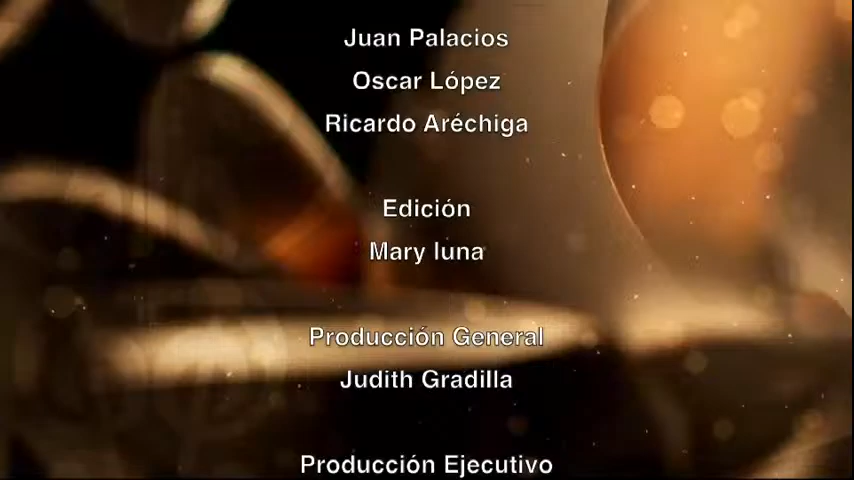 Juan Palacios
Oscar López
Ricardo Aréchiga
Edición
Mary luna
Producción General
Judith Gradilla
Producción Ejecutivo